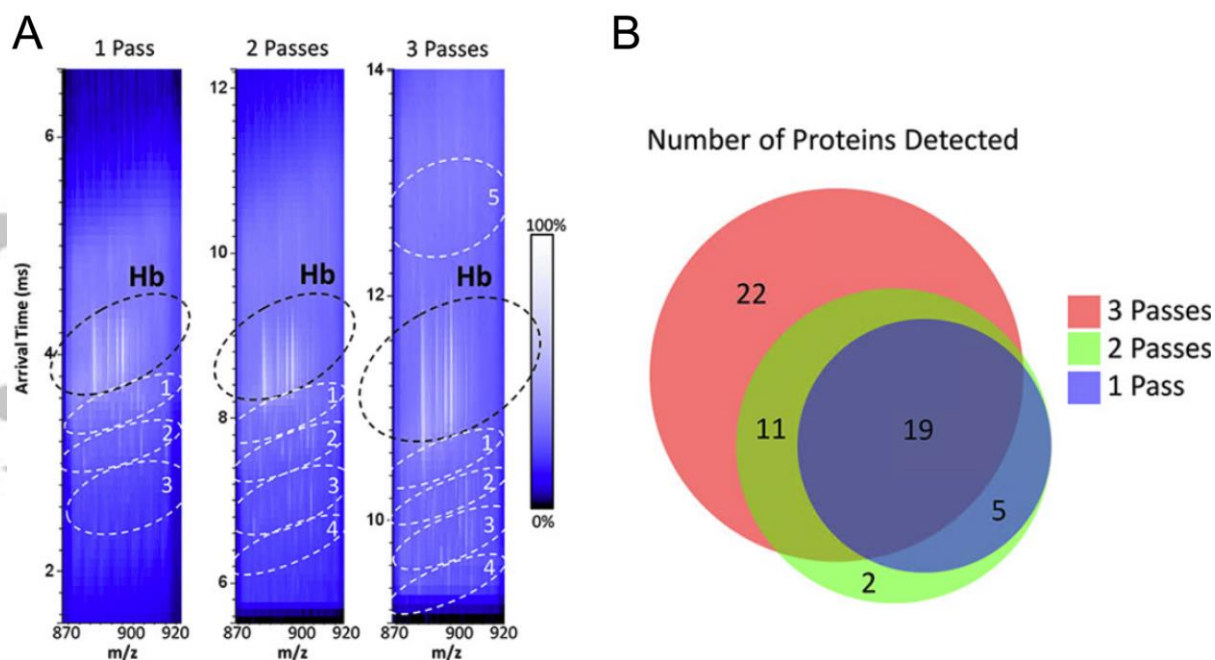 A
B
1 Pass
2 Passes
3 Passes
Arrival Time (ms)
6
4
2
Hb
1
2
3
870
900
920
m/z
12
10
8
6
Hb
1
2
3
4
870
900
920
m/z
14
12
10
5
Hb
1
2
3
4
870
900
920
m/z
100%
0%
Number of Proteins Detected
22
11
19
5
2
3 Passes
2 Passes
1 Pass